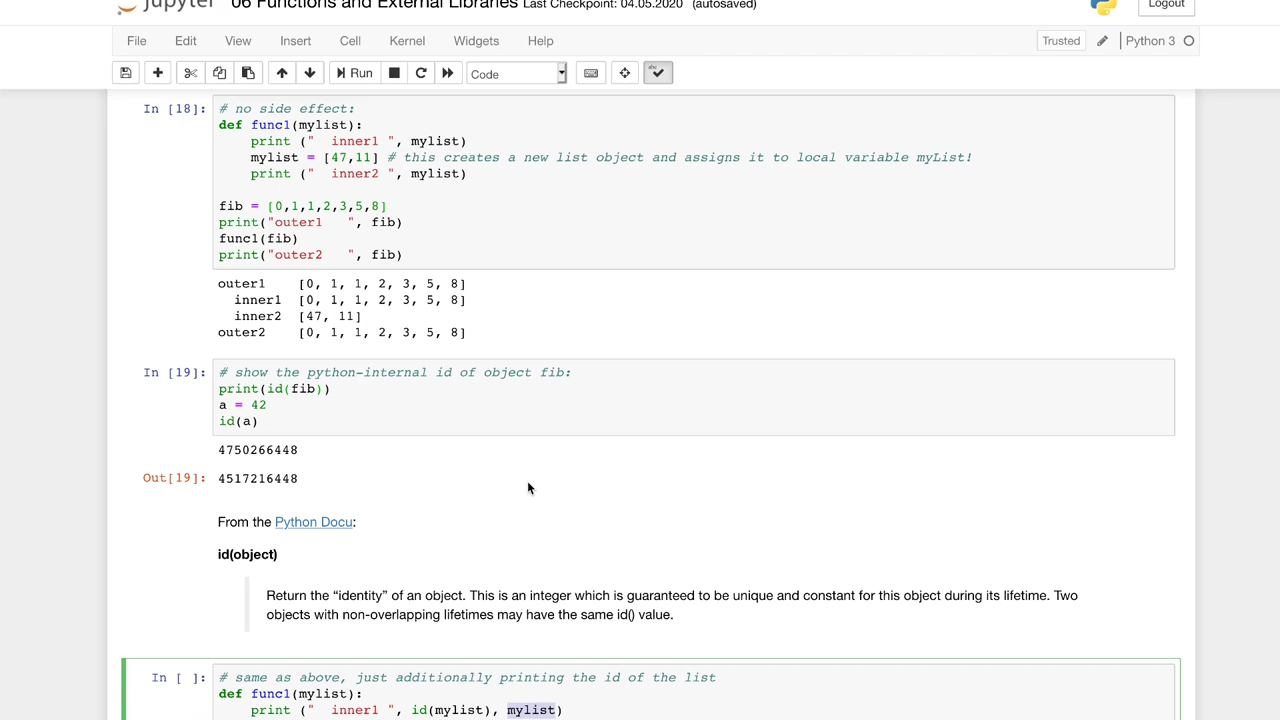 jupyter 06 Functions and External Libraries Last Checkpoint: 04.05.2020 (autosaved) Logout
File Edit View Insert Cell Kernel Widgets Help Trusted Python 3
Run Code
In [18]: # no side effect:
def func1(mylist):
    print ("  inner1 ", mylist)
    mylist = [47,11] # this creates a new list object and assigns it to local variable myList!
    print ("  inner2 ", mylist)
fib = [0,1,1,2,3,5,8]
print("outer1   ", fib)
func1(fib)
print("outer2   ", fib)
outer1    [0, 1, 1, 2, 3, 5, 8]
  inner1  [0, 1, 1, 2, 3, 5, 8]
  inner2  [47, 11]
outer2    [0, 1, 1, 2, 3, 5, 8]
In [19]: # show the python-internal id of object fib:
print(id(fib))
a = 42
id(a)
4750266448
Out[19]: 4517216448
From the Python Docu:
id(object)
Return the “identity” of an object. This is an integer which is guaranteed to be unique and constant for this object during its lifetime. Two
objects with non-overlapping lifetimes may have the same id() value.
In [ ]: # same as above, just additionally printing the id of the list
def func1(mylist):
    print ("  inner1 ", id(mylist), mylist)